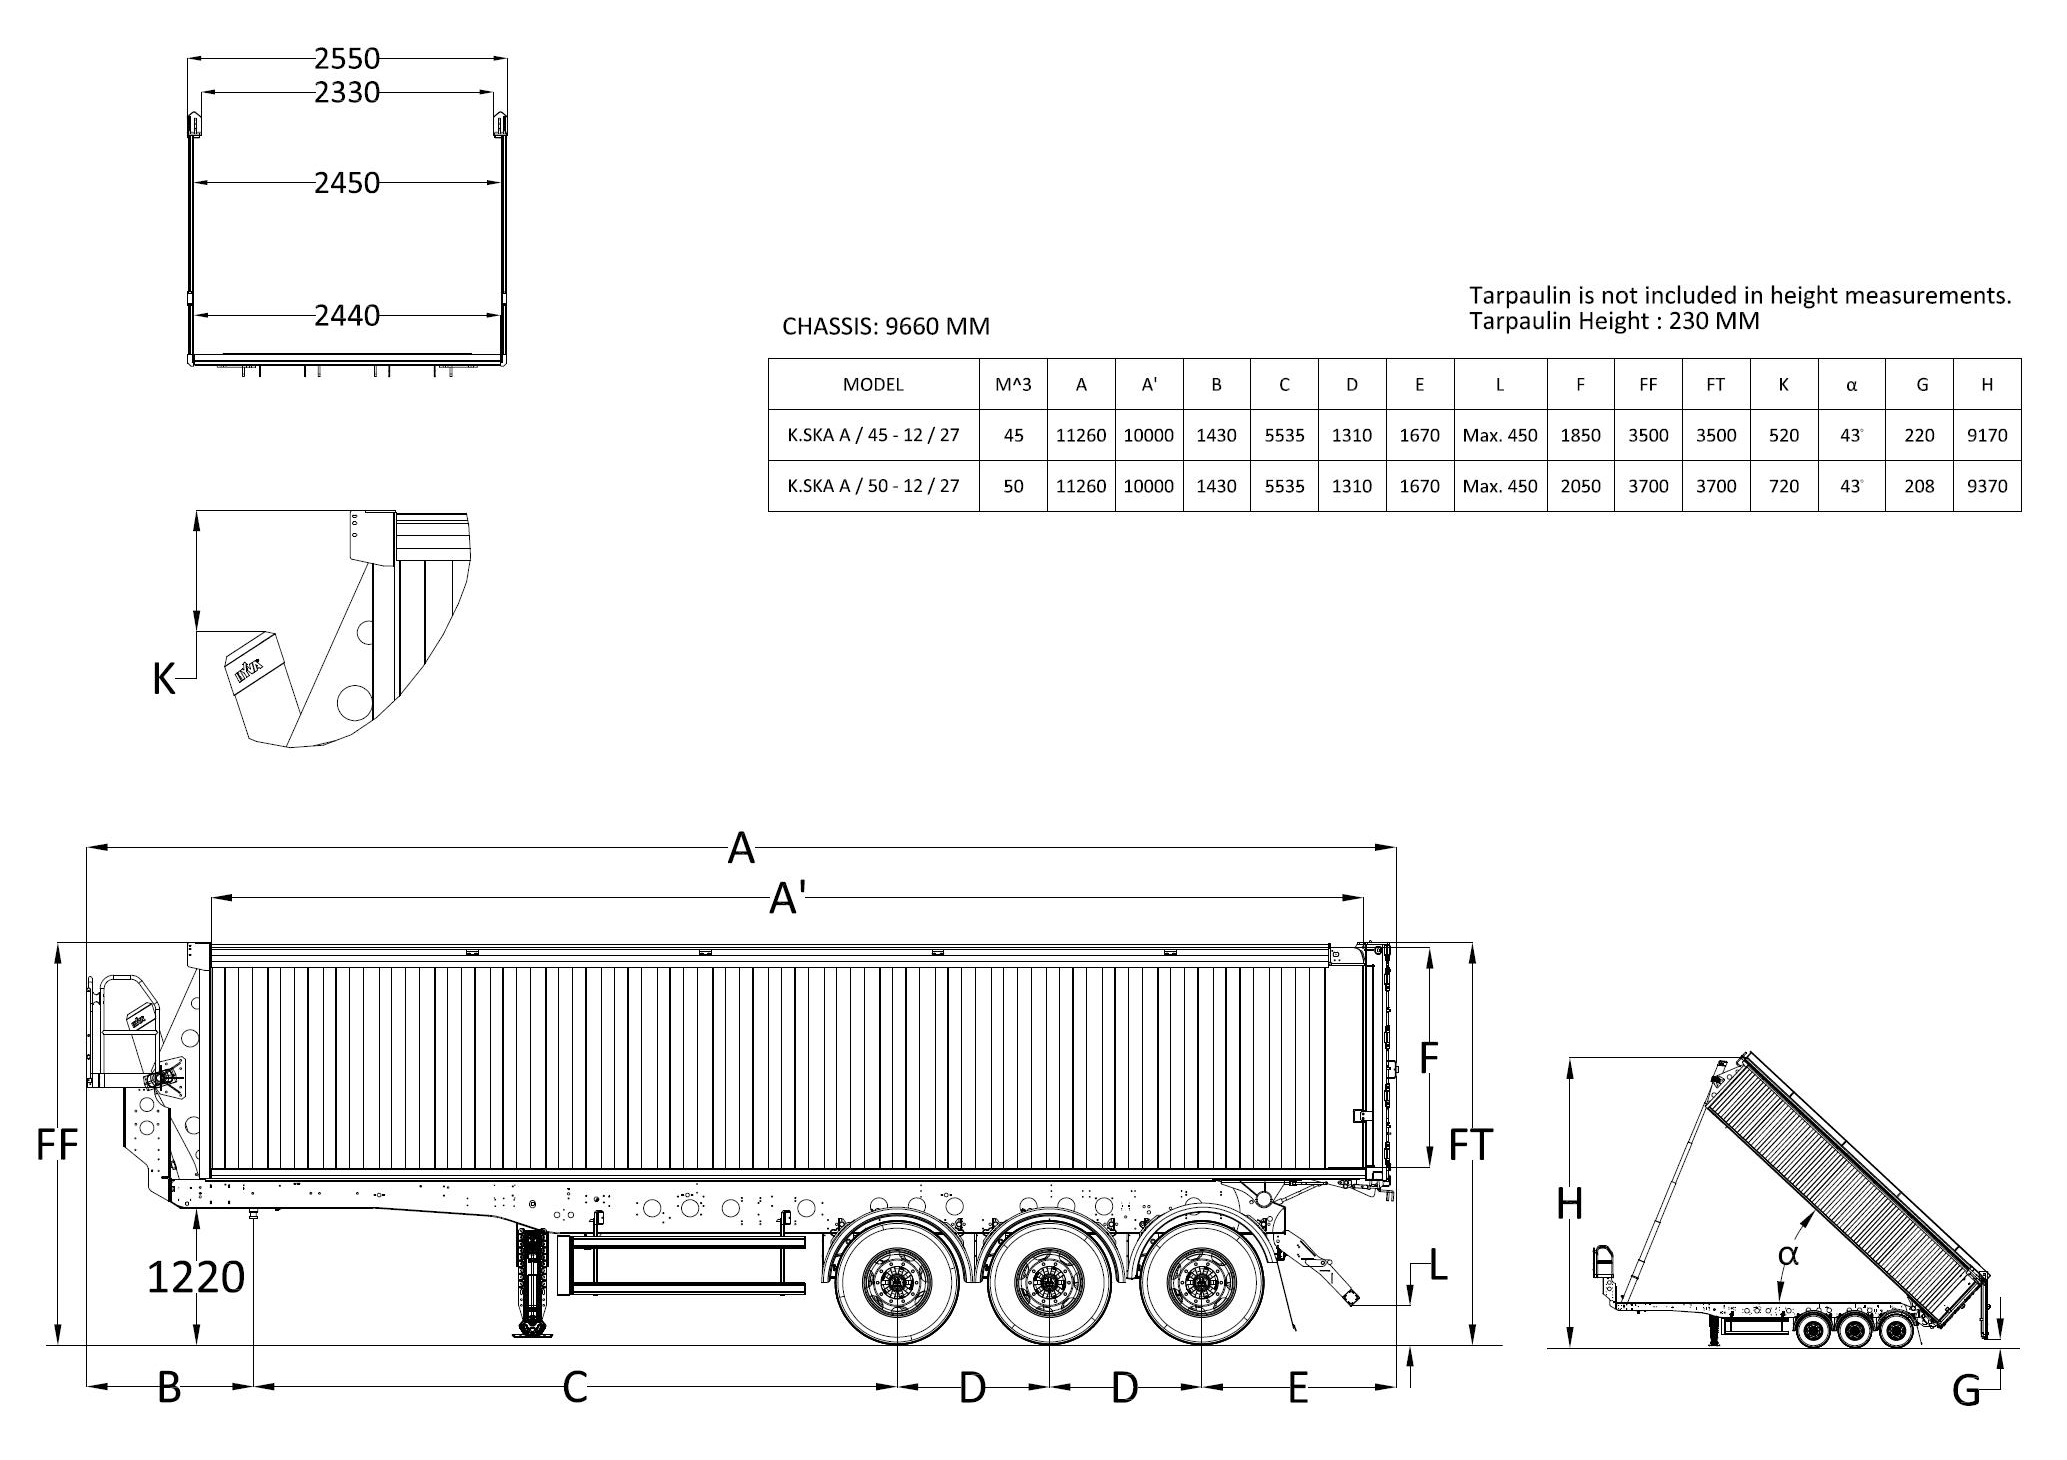 2550
2330
2450
2440
Tarpaulin is not included in height measurements.
Tarpaulin Height : 230 MM
CHASSIS: 9660 MM
MODEL M^3 A A' B C D E L F FF FT K α G H
K.SKA A / 45 - 12 / 27 45 11260 10000 1430 5535 1310 1670 Max. 450 1850 3500 3500 520 43° 220 9170
K.SKA A / 50 - 12 / 27 50 11260 10000 1430 5535 1310 1670 Max. 450 2050 3700 3700 720 43° 208 9370
HYVA
K
A
A'
HYVA
F
FF
FT
H
α
L
1220
B
C
D
D
E
G